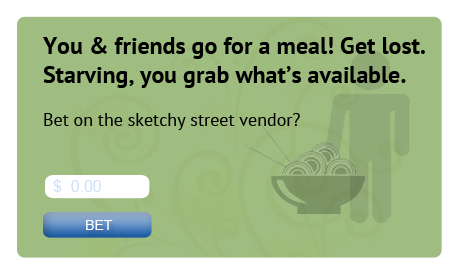 You & friends go for a meal! Get lost.
Starving, you grab what’s available.
Bet on the sketchy street vendor?
$ 0.00
BET